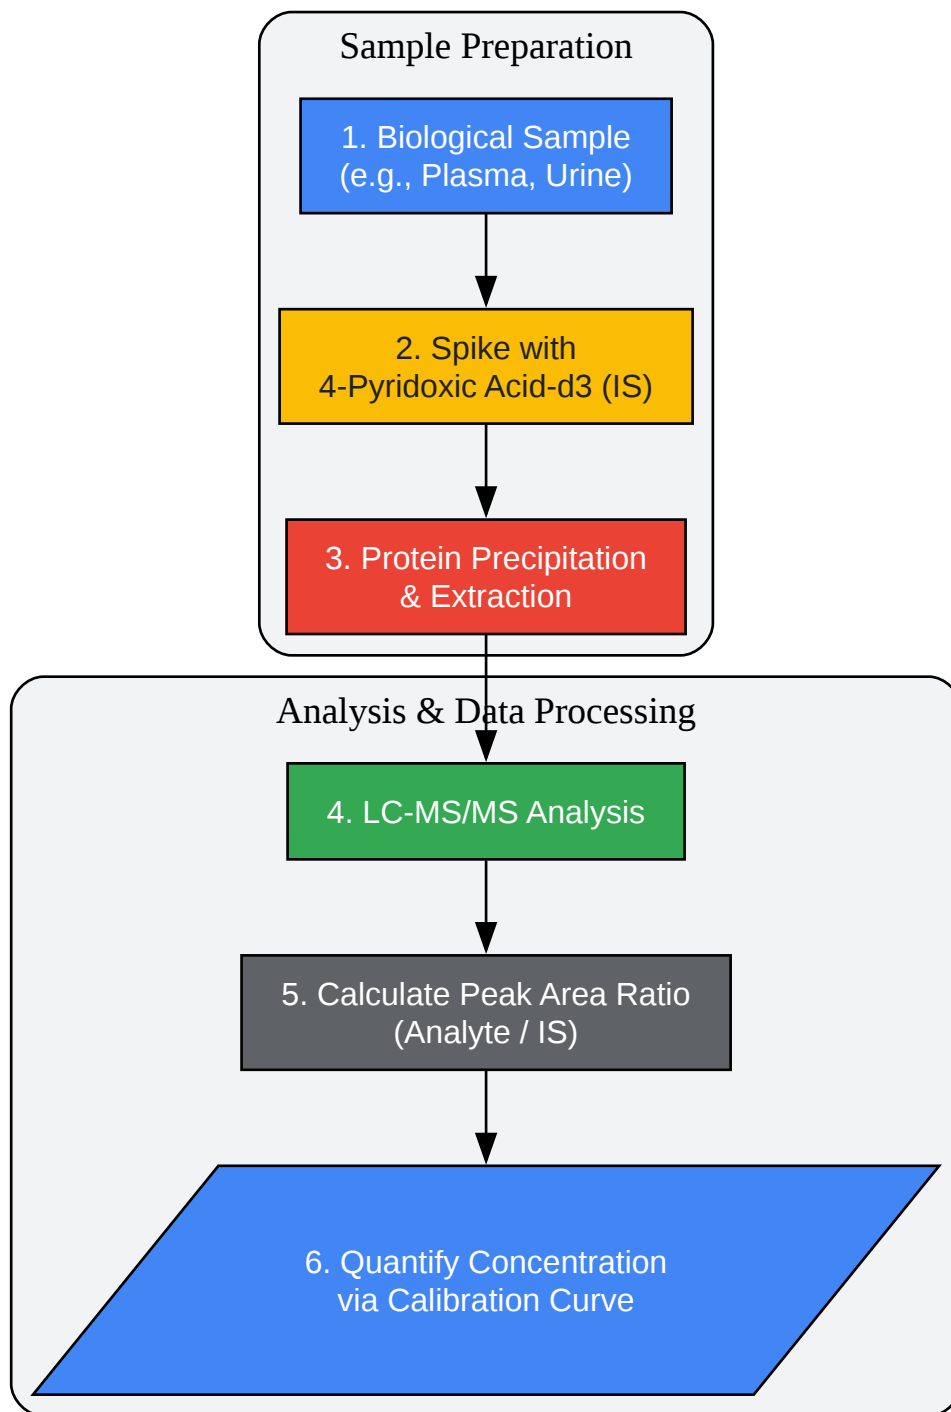 Sample Preparation
1. Biological Sample
(e.g., Plasma, Urine)
2. Spike with
4-Pyridoxic Acid-d3 (IS)
3. Protein Precipitation
& Extraction
Analysis & Data Processing
4. LC-MS/MS Analysis
5. Calculate Peak Area Ratio
(Analyte / IS)
6. Quantify Concentration
via Calibration Curve